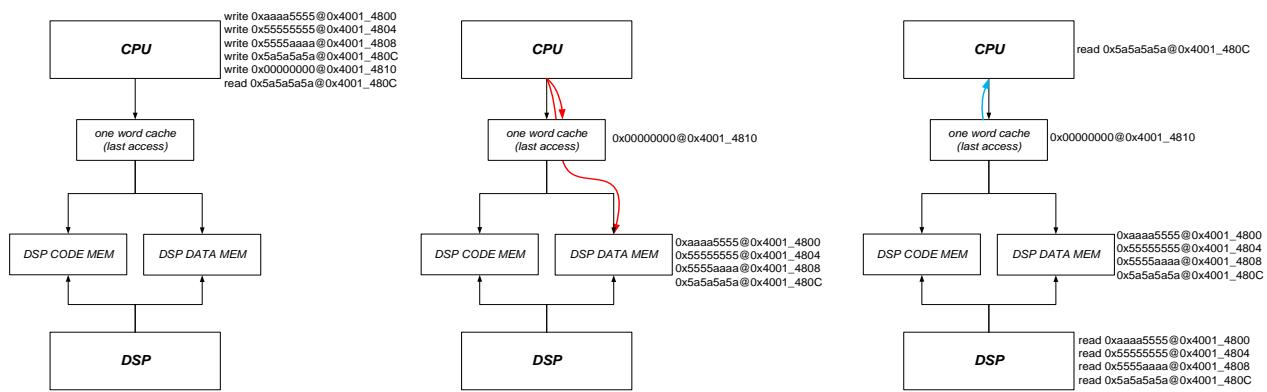 CPU
write 0xaaaa5555@0x4001_4800
write 0x55555555@0x4001_4804
write 0x5555aaaa@0x4001_4808
write 0x5a5a5a5a@0x4001_480C
write 0x00000000@0x4001_4810
read 0x5a5a5a5a@0x4001_480C
one word cache
(last access)
DSP CODE MEM
DSP DATA MEM
DSP
CPU
one word cache
(last access)
0x00000000@0x4001_4810
DSP CODE MEM
DSP DATA MEM
0xaaaa5555@0x4001_4800
0x55555555@0x4001_4804
0x5555aaaa@0x4001_4808
0x5a5a5a5a@0x4001_480C
DSP
CPU
read 0x5a5a5a5a@0x4001_480C
one word cache
(last access)
0x00000000@0x4001_4810
DSP CODE MEM
DSP DATA MEM
0xaaaa5555@0x4001_4800
0x55555555@0x4001_4804
0x5555aaaa@0x4001_4808
0x5a5a5a5a@0x4001_480C
DSP
read 0xaaaa5555@0x4001_4800
read 0x55555555@0x4001_4804
read 0x5555aaaa@0x4001_4808
read 0x5a5a5a5a@0x4001_480C